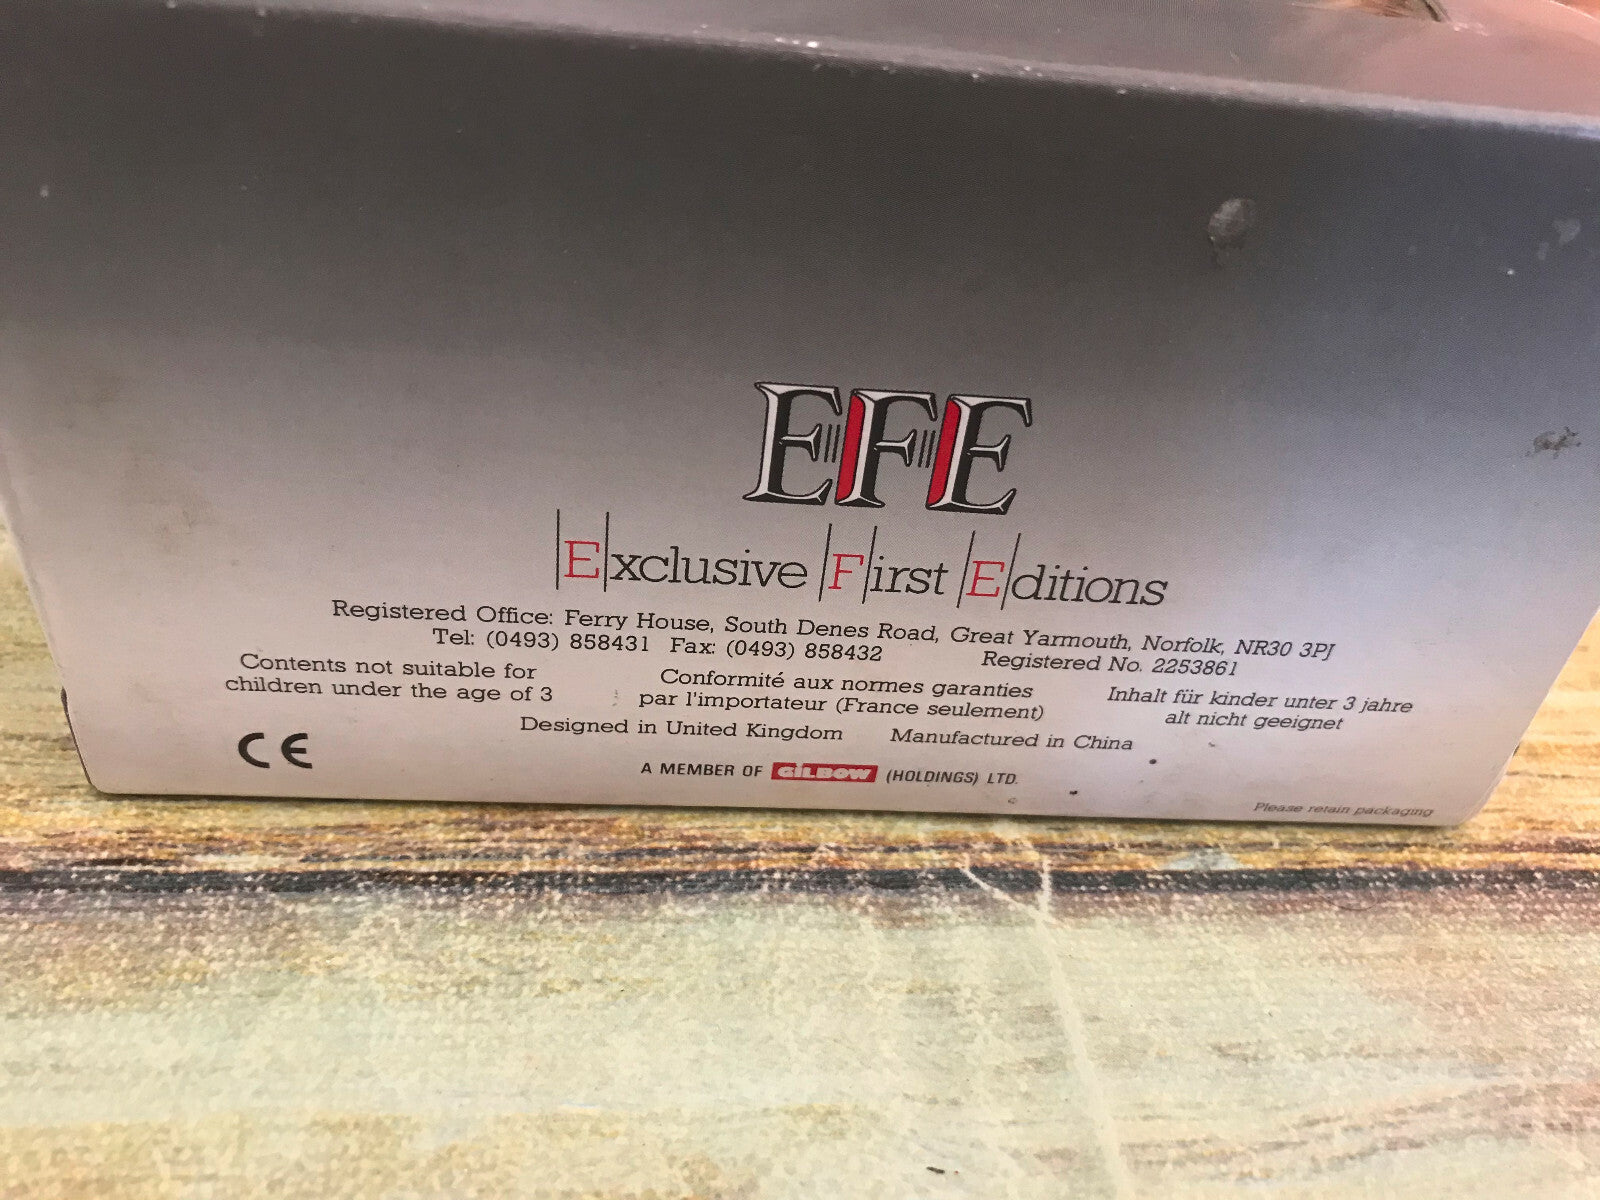 EFE
Exclusive First Editions
Registered Office: Ferry House, South Denes Road, Great Yarmouth, Norfolk, NR30 3PJ
Tel: (0493) 858431 Fax: (0493) 858432 Registered No. 2253861
Contents not suitable for
children under the age of 3
Conformité aux normes garanties
par l'importateur (France seulement)
Inhalt für kinder unter 3 jahre
alt nicht geeignet
Designed in United Kingdom Manufactured in China
CE
A MEMBER OF GILBOW (HOLDINGS) LTD.
Please retain packaging